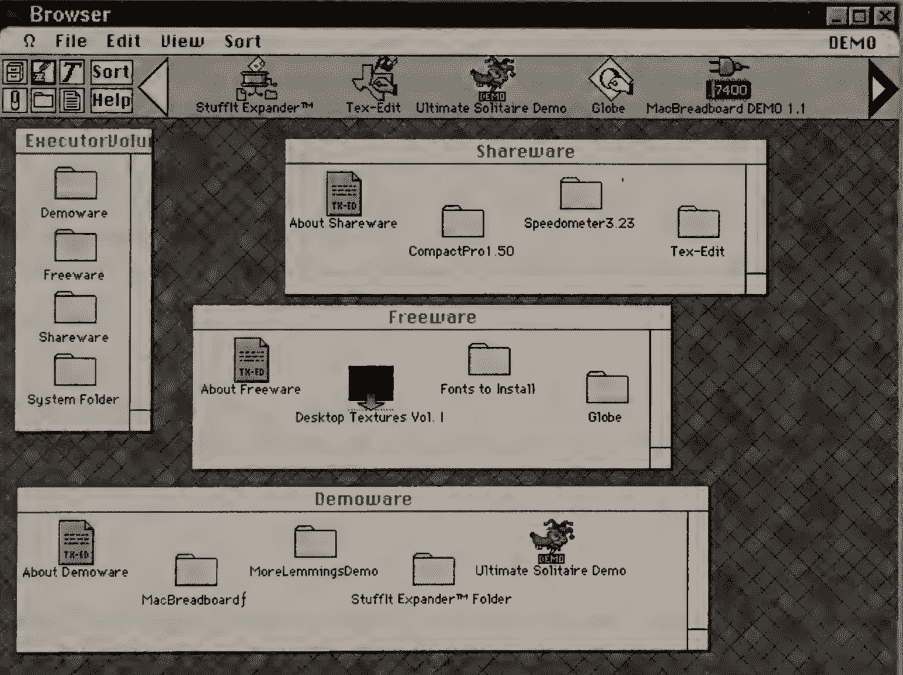 Browser
Ω File Edit View Sort DEMO
T Sort
Help
StuffIt Expander™ Tex-Edit Ultimate Solitaire Demo Globe MacBreadboard DEMO 1.1
DEMO
7400
ExecutorVolu
Demoware
Freeware
Shareware
System Folder
Shareware
TX-ED
About Shareware
CompactPro1.50
Speedometer3.23
Tex-Edit
Freeware
TX-ED
About Freeware
Desktop Textures Vol. I
Fonts to Install
Globe
Demoware
TX-ED
About Demoware
MacBreadboardƒ
MoreLemmingsDemo
StuffIt Expander™ Folder
DEMO
Ultimate Solitaire Demo